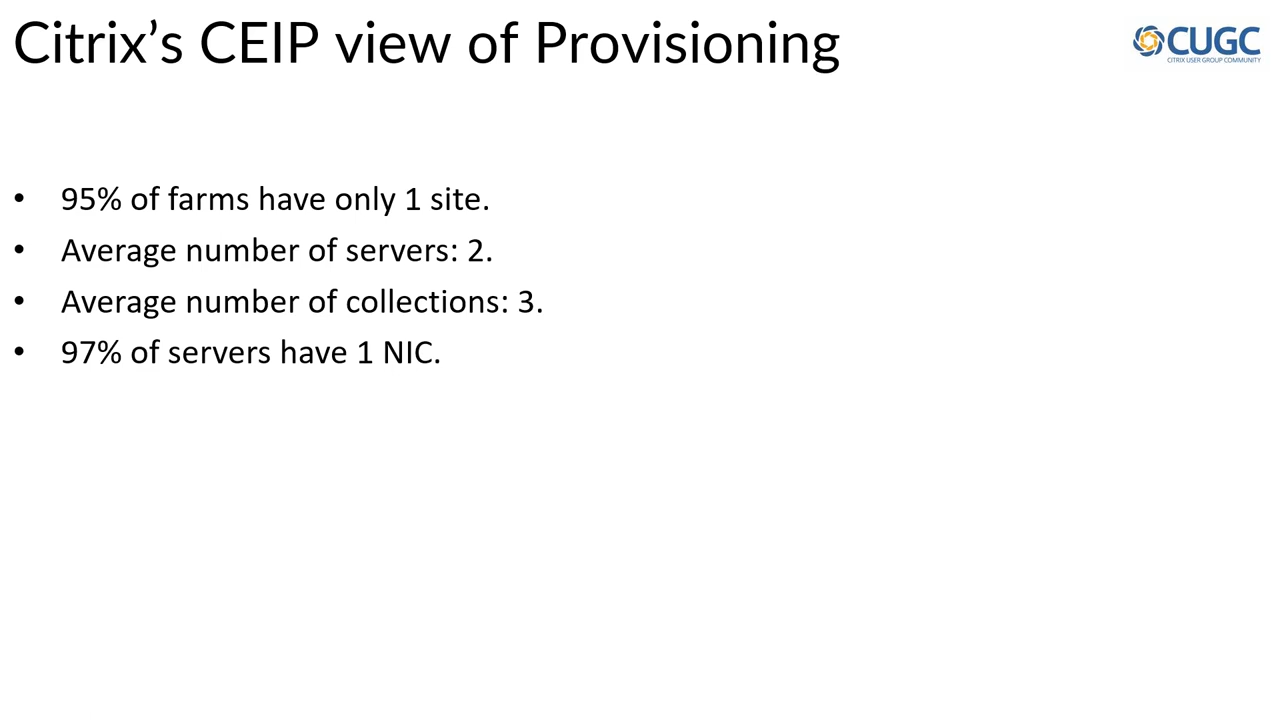 Citrix’s CEIP view of Provisioning
CUGC
CITRIX USER GROUP COMMUNITY
• 95% of farms have only 1 site.
• Average number of servers: 2.
• Average number of collections: 3.
• 97% of servers have 1 NIC.